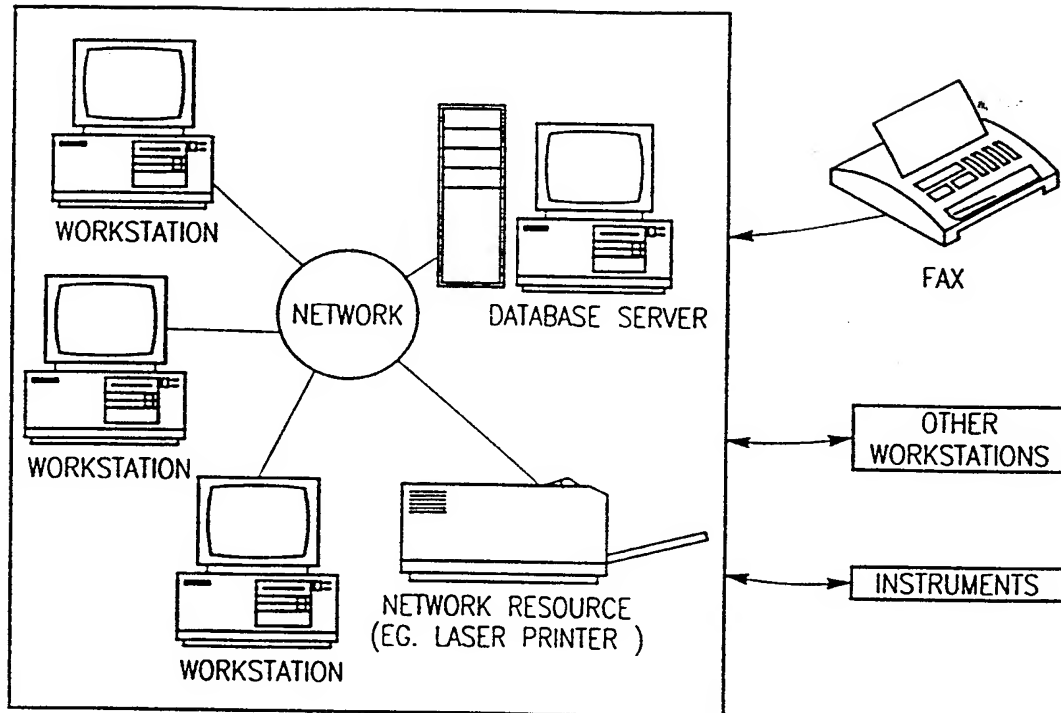 WORKSTATION
NETWORK
DATABASE SERVER
FAX
WORKSTATION
OTHER
WORKSTATIONS
WORKSTATION
NETWORK RESOURCE
(EG. LASER PRINTER )
INSTRUMENTS